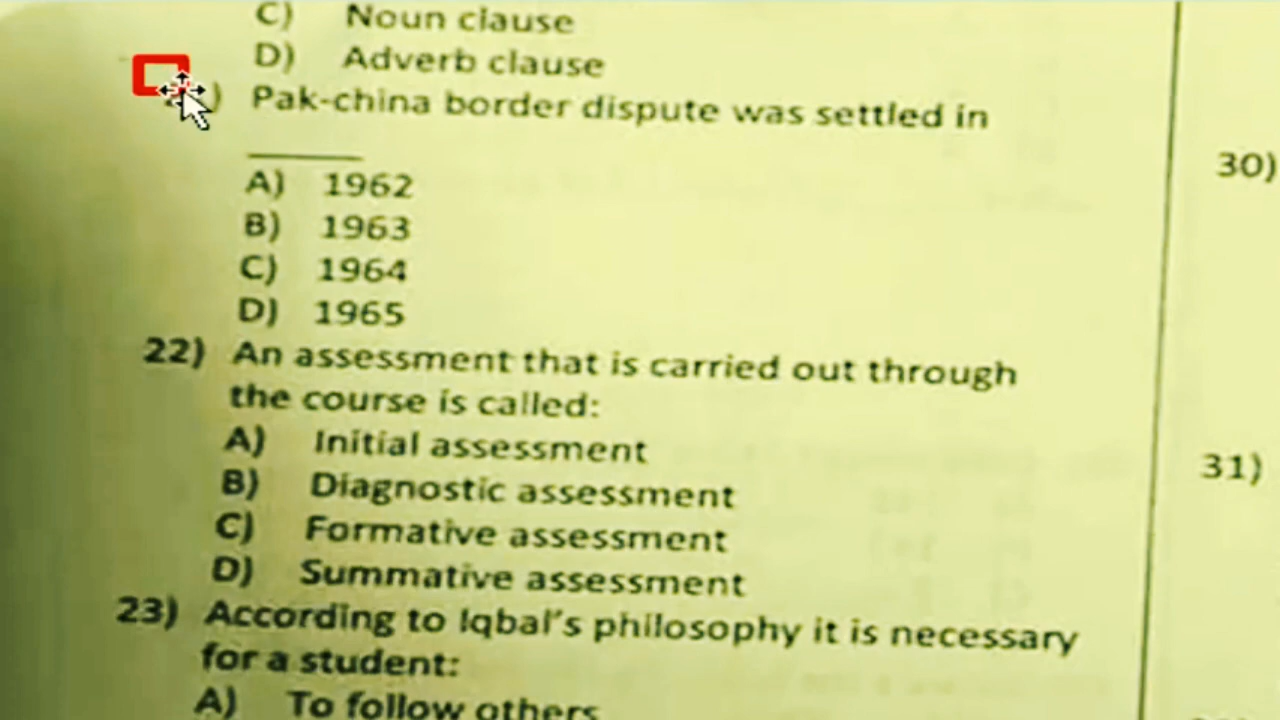 C) Noun clause
D) Adverb clause
) Pak-china border dispute was settled in
______
A) 1962
B) 1963
C) 1964
D) 1965
22) An assessment that is carried out through
the course is called:
A) Initial assessment
B) Diagnostic assessment
C) Formative assessment
D) Summative assessment
23) According to Iqbal's philosophy it is necessary
for a student:
A) To follow others
30)
31)